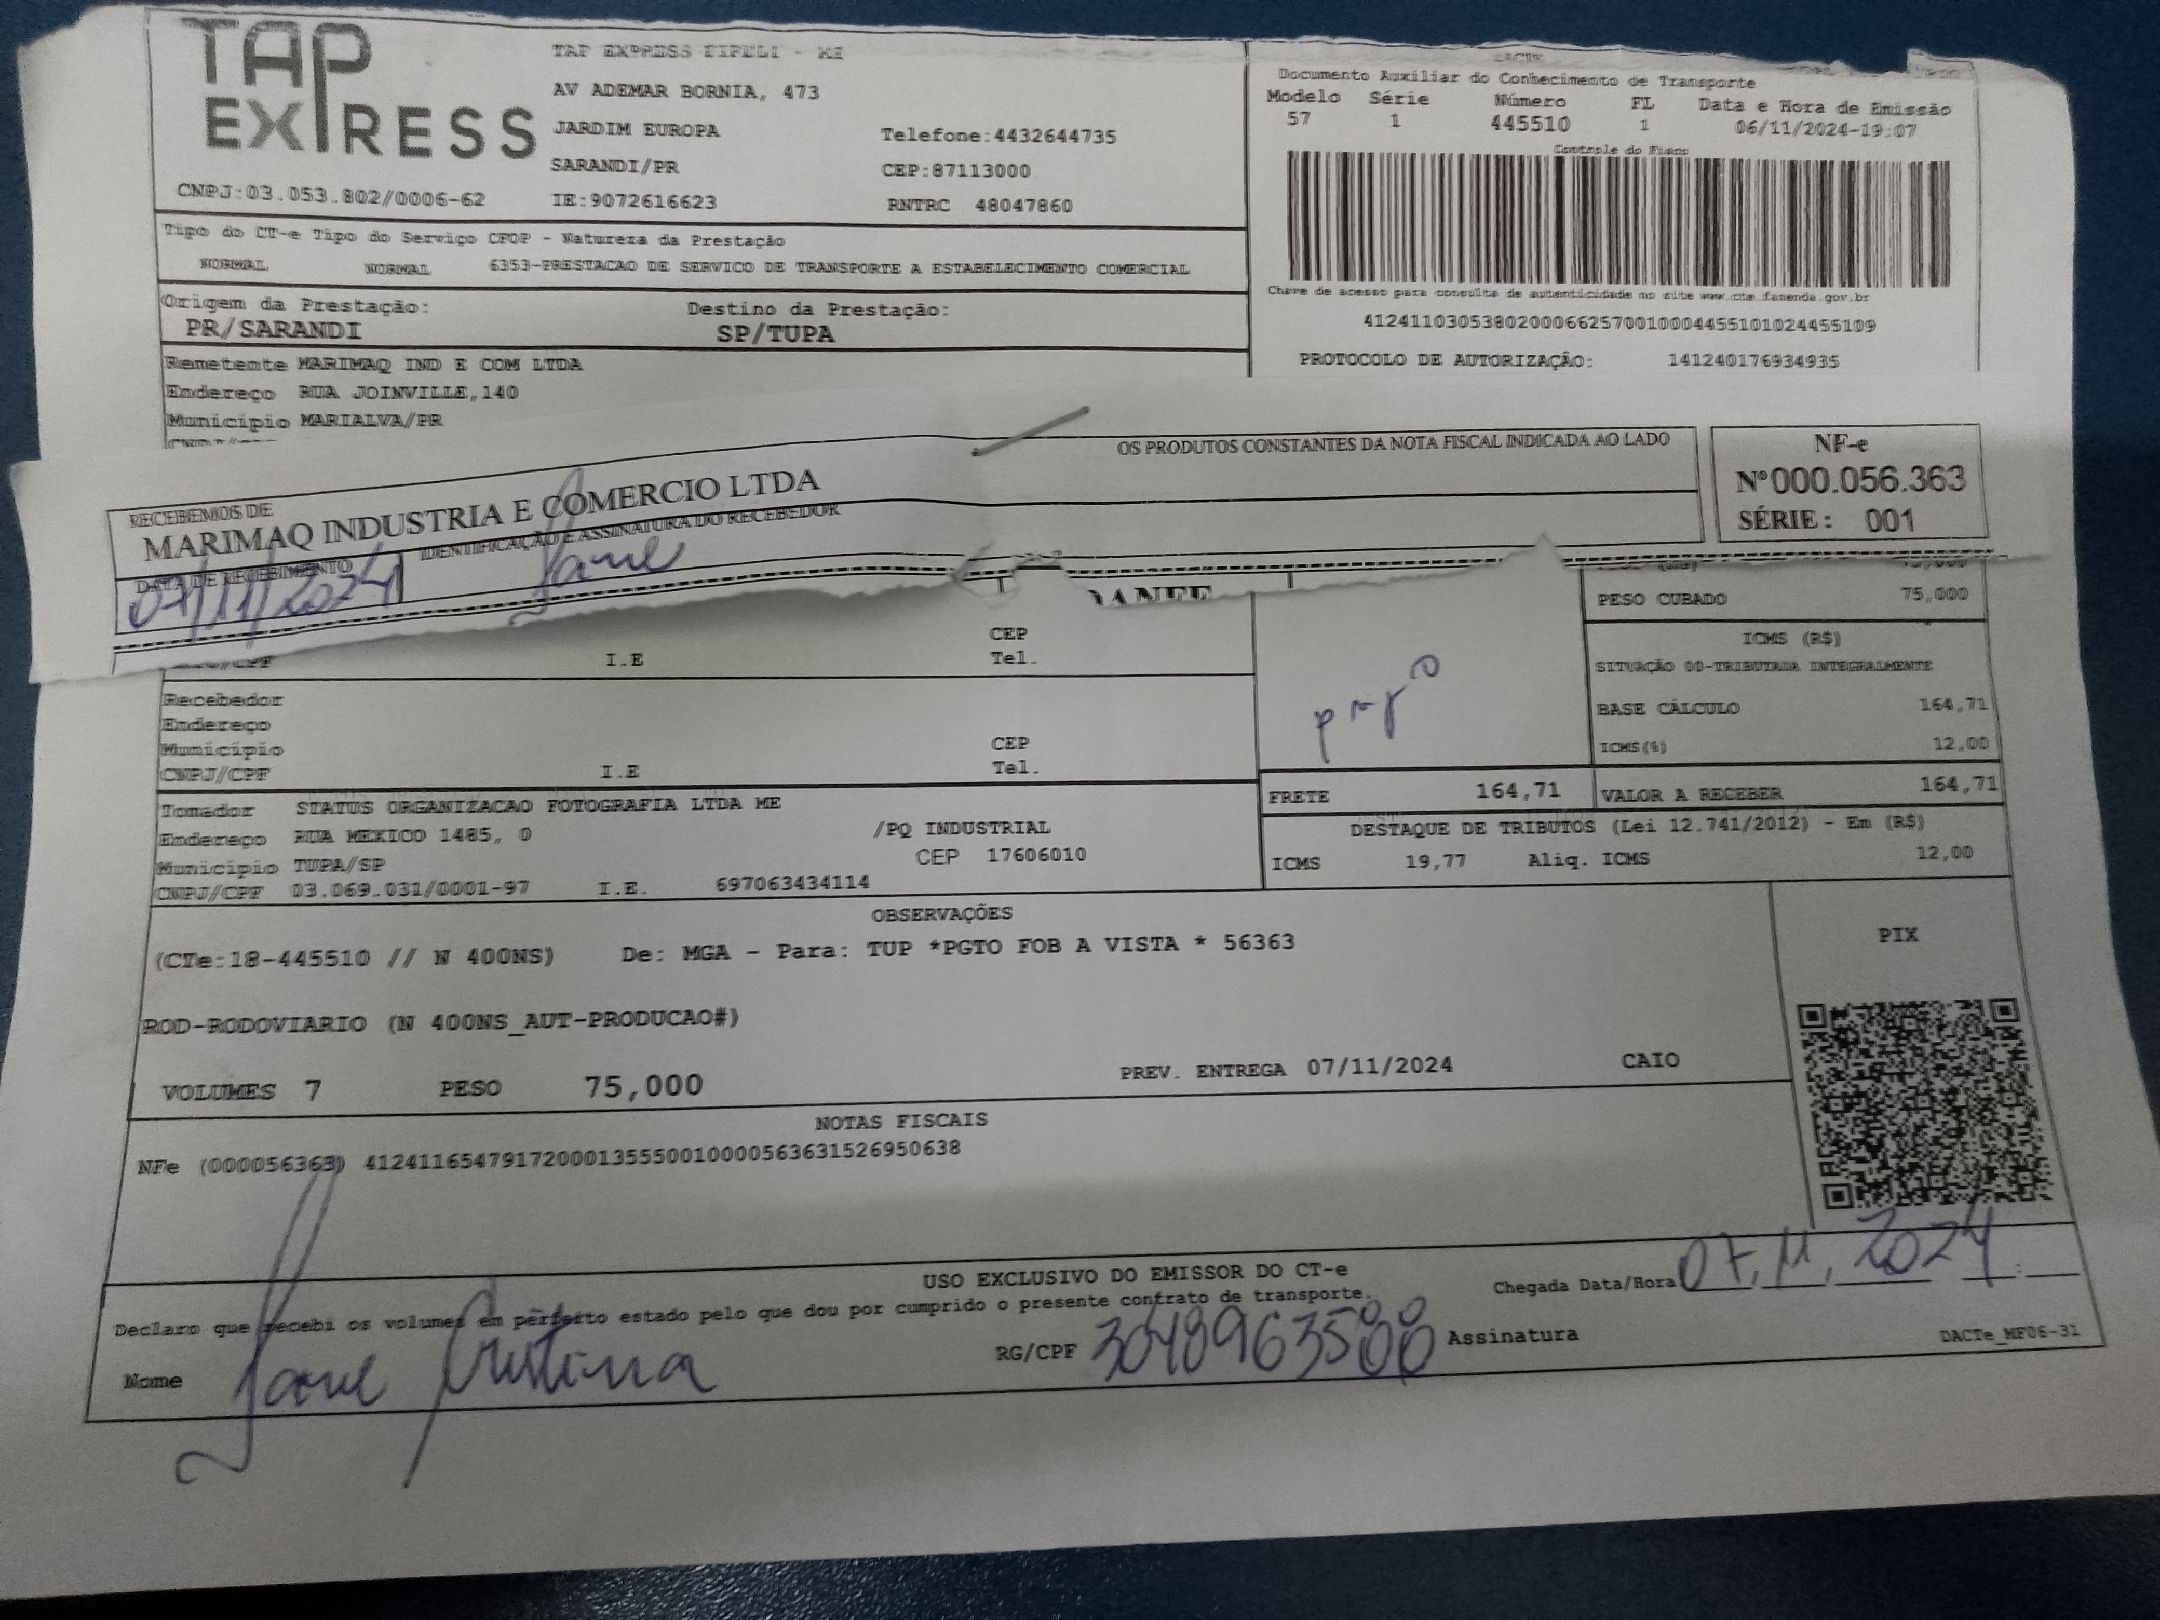 TAP EXPRESS
TAP EXPRESS EIRELI - ME
AV ADEMAR BORNIA, 473
JARDIM EUROPA
Telefone:4432644735
SARANDI/PR
CEP:87113000
CNPJ:03.053.802/0006-62
IE:9072616623
RNTRC 48047860
DACTE
Documento Auxiliar do Conhecimento de Transporte
Modelo Série Número FL Data e Hora de Emissão
57 1 445510 1 06/11/2024-19:07
Controle do Fisco
Chave de acesso para consulta de autenticidade no site www.cte.fazenda.gov.br
41241103053802000662570010004455101024455109
PROTOCOLO DE AUTORIZAÇÃO: 141240176934935
Tipo do CT-e Tipo do Serviço CFOP - Natureza da Prestação
NORMAL NORMAL 6353-PRESTACAO DE SERVICO DE TRANSPORTE A ESTABELECIMENTO COMERCIAL
Origem da Prestação: Destino da Prestação:
PR/SARANDI SP/TUPA
Remetente MARIMAQ IND E COM LTDA
Endereço RUA JOINVILLE,140
Município MARIALVA/PR
RECEBEMOS DE
MARIMAQ INDUSTRIA E COMERCIO LTDA
OS PRODUTOS CONSTANTES DA NOTA FISCAL INDICADA AO LADO
DATA DE RECEBIMENTO
07/11/2024
IDENTIFICAÇÃO E ASSINATURA DO RECEBEDOR
Jane
NF-e
Nº 000.056.363
SÉRIE: 001
DANFE
PESO CUBADO 75,000
CEP
CNPJ/CPF I.E Tel.
Recebedor
Endereço
Município CEP
CNPJ/CPF I.E Tel.
pago
ICMS (R$)
SITUAÇÃO 00-TRIBUTADA INTEGRALMENTE
BASE CÁLCULO 164,71
ICMS(%) 12,00
FRETE 164,71
VALOR A RECEBER 164,71
DESTAQUE DE TRIBUTOS (Lei 12.741/2012) - Em (R$)
ICMS 19,77 Aliq. ICMS 12,00
Tomador STATUS ORGANIZACAO FOTOGRAFIA LTDA ME
Endereço RUA MEXICO 1485, 0 /PQ INDUSTRIAL
Município TUPA/SP CEP 17606010
CNPJ/CPF 03.069.031/0001-97 I.E. 697063434114
OBSERVAÇÕES
(CTe:18-445510 // N 400NS) De: MGA - Para: TUP *PGTO FOB A VISTA * 56363
ROD-RODOVIARIO (N 400NS_AUT-PRODUCAO#)
VOLUMES 7 PESO 75,000 PREV. ENTREGA 07/11/2024 CAIO
PIX
NOTAS FISCAIS
NFe (000056363) 41241165479172000135550010000563631526950638
USO EXCLUSIVO DO EMISSOR DO CT-e
Declaro que recebi os volumes em perfeito estado pelo que dou por cumprido o presente contrato de transporte.
Chegada Data/Hora 07/11/2024 :
Nome Jane Cristina
RG/CPF Assinatura
DACTe_MF06-31